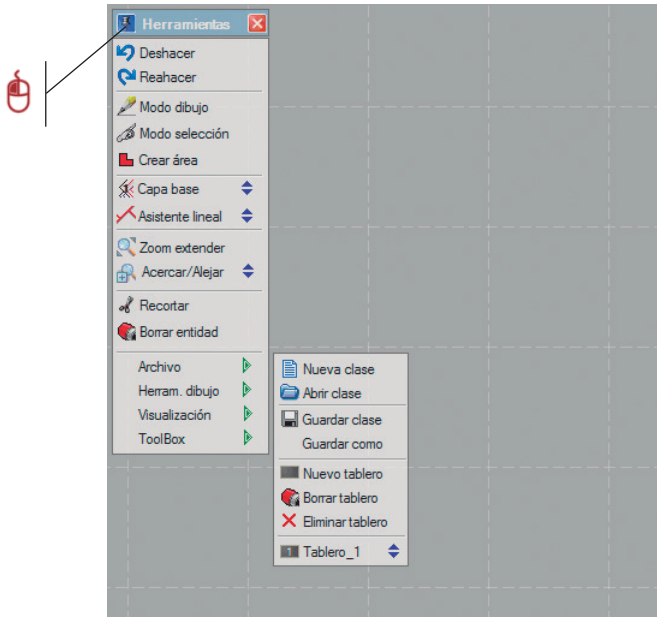 Herramientas
Deshacer
Reahacer
Modo dibujo
Modo selección
Crear área
Capa base
Asistente lineal
Zoom extender
Acercar/Alejar
Recortar
Borrar entidad
Archivo
Herram. dibujo
Visualización
ToolBox
Nueva clase
Abrir clase
Guardar clase
Guardar como
Nuevo tablero
Borrar tablero
Eliminar tablero
1 Tablero_1